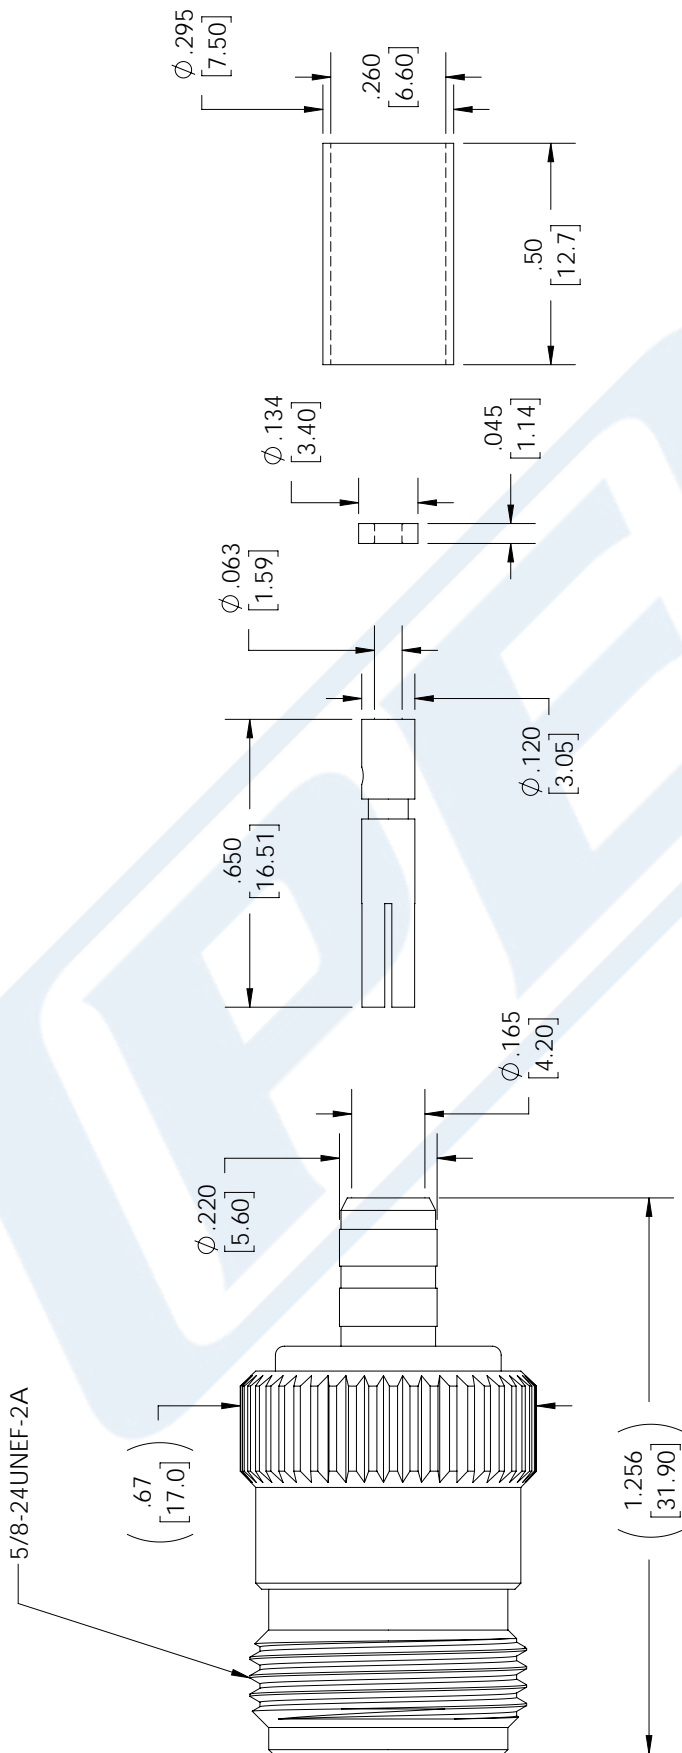 5/8-24UNEF-2A
.67
[17.0]
1.256
[31.90]
Ø.220
[5.60]
Ø.165
[4.20]
.650
[16.51]
Ø.063
[1.59]
Ø.120
[3.05]
Ø.134
[3.40]
.045
[1.14]
Ø.295
[7.50]
.260
[6.60]
.50
[12.7]
PE